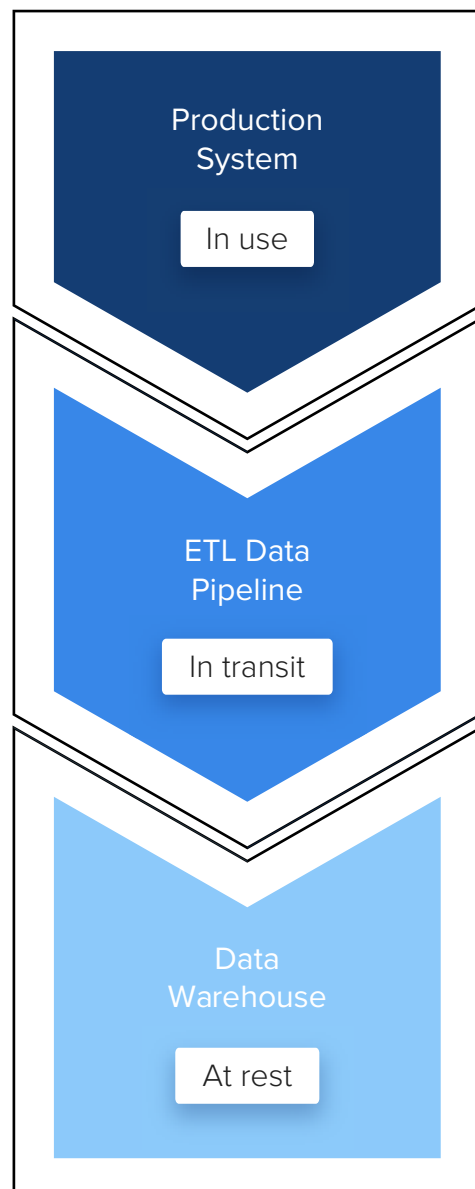 Production
System
In use
ETL Data
Pipeline
In transit
Data
Warehouse
At rest